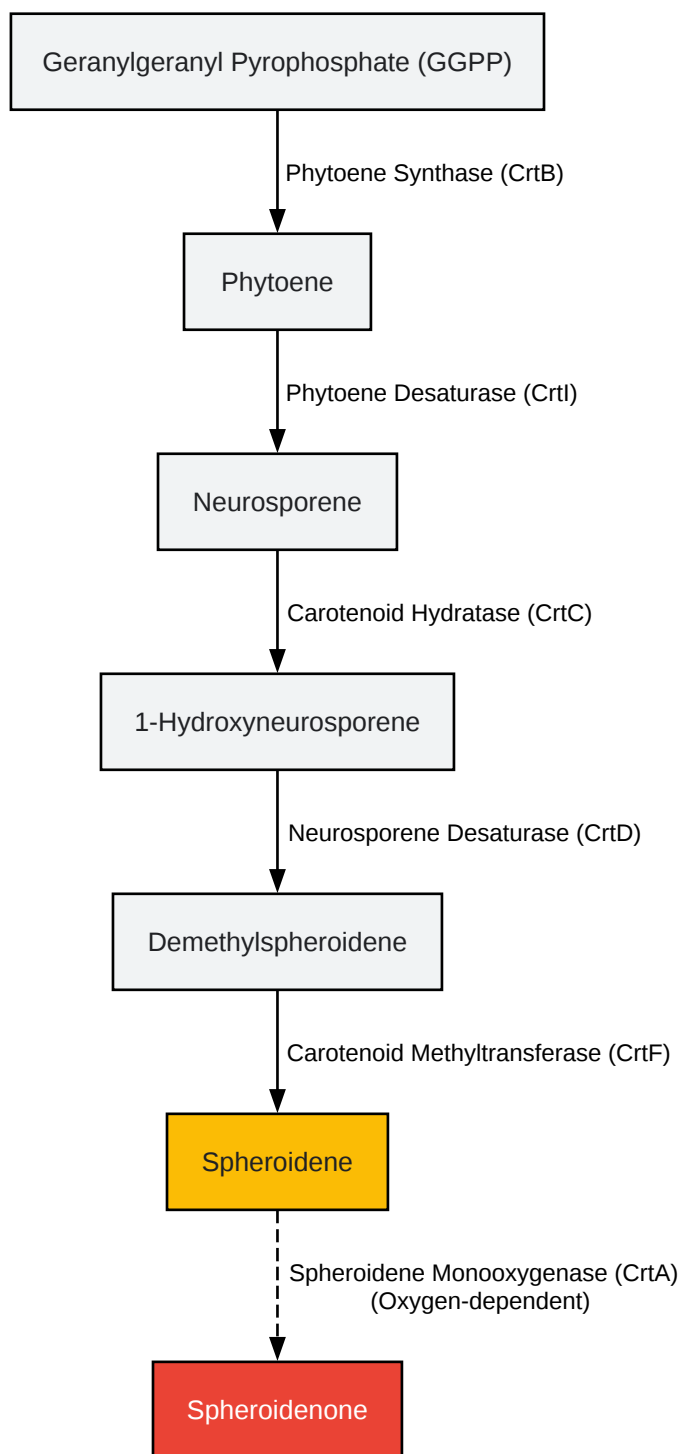 Geranylgeranyl Pyrophosphate (GGPP)
Phytoene Synthase (CrtB)
Phytoene
Phytoene Desaturase (CrtI)
Neurosporene
Carotenoid Hydratase (CrtC)
1-Hydroxyneurosporene
Neurosporene Desaturase (CrtD)
Demethylspheroidene
Carotenoid Methyltransferase (CrtF)
Spheroidene
Spheroidene Monooxygenase (CrtA)
(Oxygen-dependent)
Spheroidenone